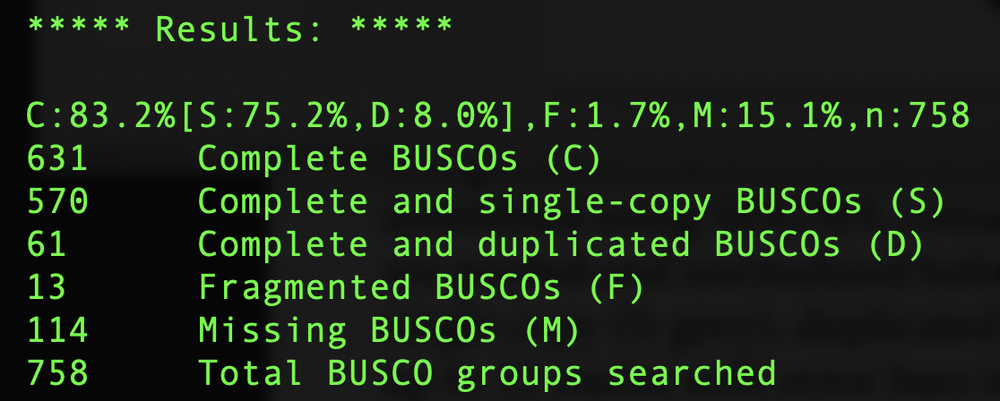 ***** Results: *****
C:83.2%[S:75.2%,D:8.0%],F:1.7%,M:15.1%,n:758
631 Complete BUSCOs (C)
570 Complete and single-copy BUSCOs (S)
61 Complete and duplicated BUSCOs (D)
13 Fragmented BUSCOs (F)
114 Missing BUSCOs (M)
758 Total BUSCO groups searched